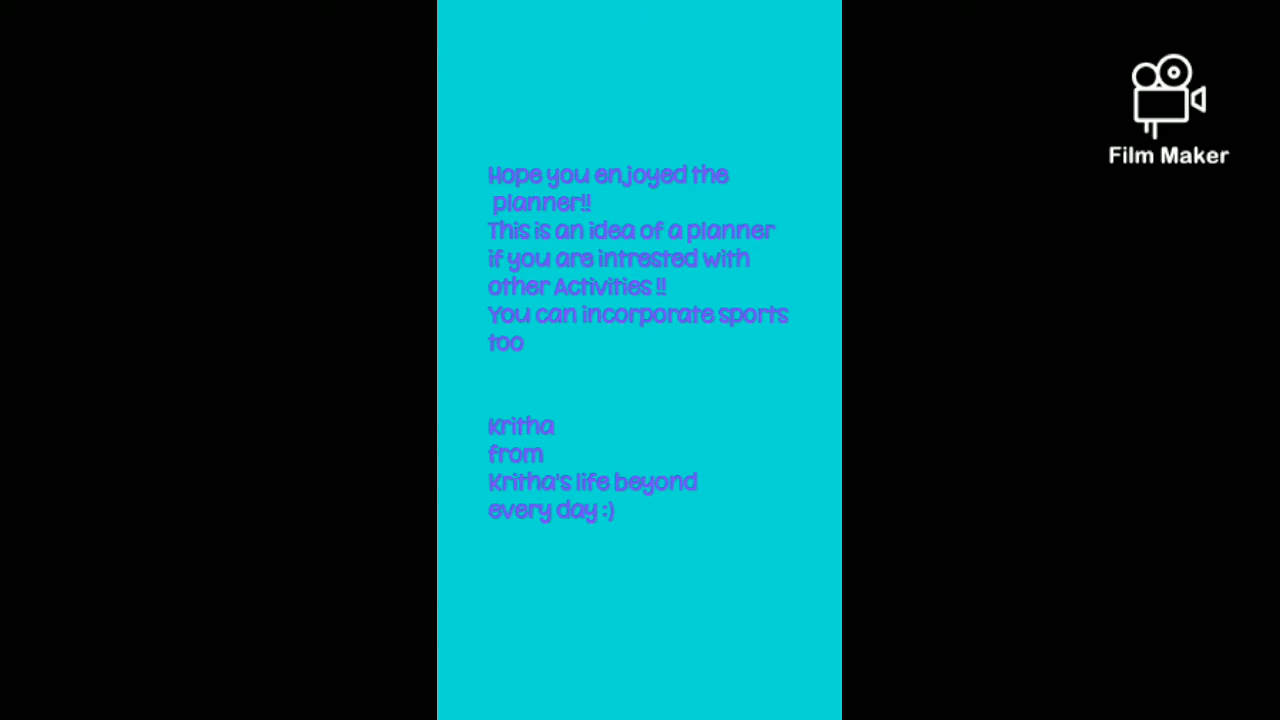 Film Maker
Hope you enjoyed the
planner!!
This is an idea of a planner
if you are intrested with
other Activities !!
You can incorporate sports
too
Kritha
from
Kritha's life beyond
every day :)